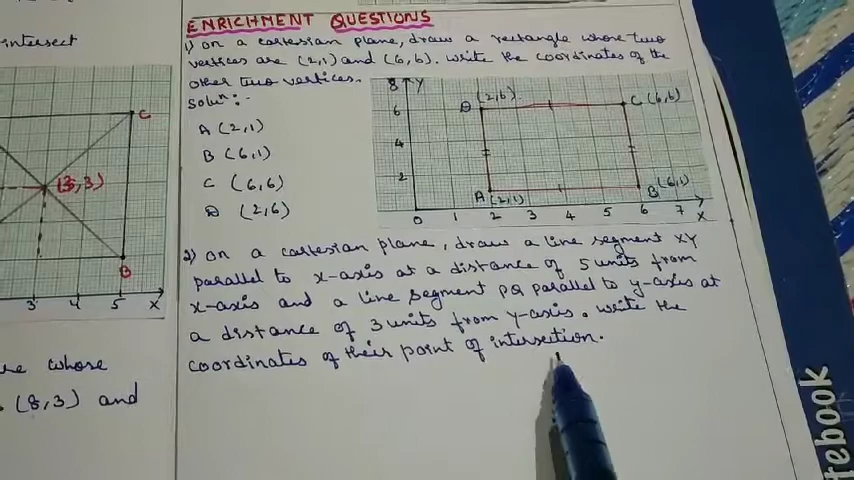 intersect
C
(3,3)
B
3 4 5 X
re whose
(8,3) and
ENRICHMENT QUESTIONS
1) On a cartesian plane, draw a rectangle whose two
vertices are (2,1) and (6,6). Write the coordinates of the
other two vertices.
Soluⁿ:-
A (2,1)
B (6,1)
C (6,6)
D (2,6)
8 Y
6
4
2
D (2,6)
C (6,6)
A (2,1)
B (6,1)
0 1 2 3 4 5 6 7 X
2) On a cartesian plane, draw a line segment XY
parallel to x-axis at a distance of 5 units from
x-axis and a line segment PQ parallel to y-axis at
a distance of 3 units from y-axis. Write the
coordinates of their point of intersection.
Rk
Notebook